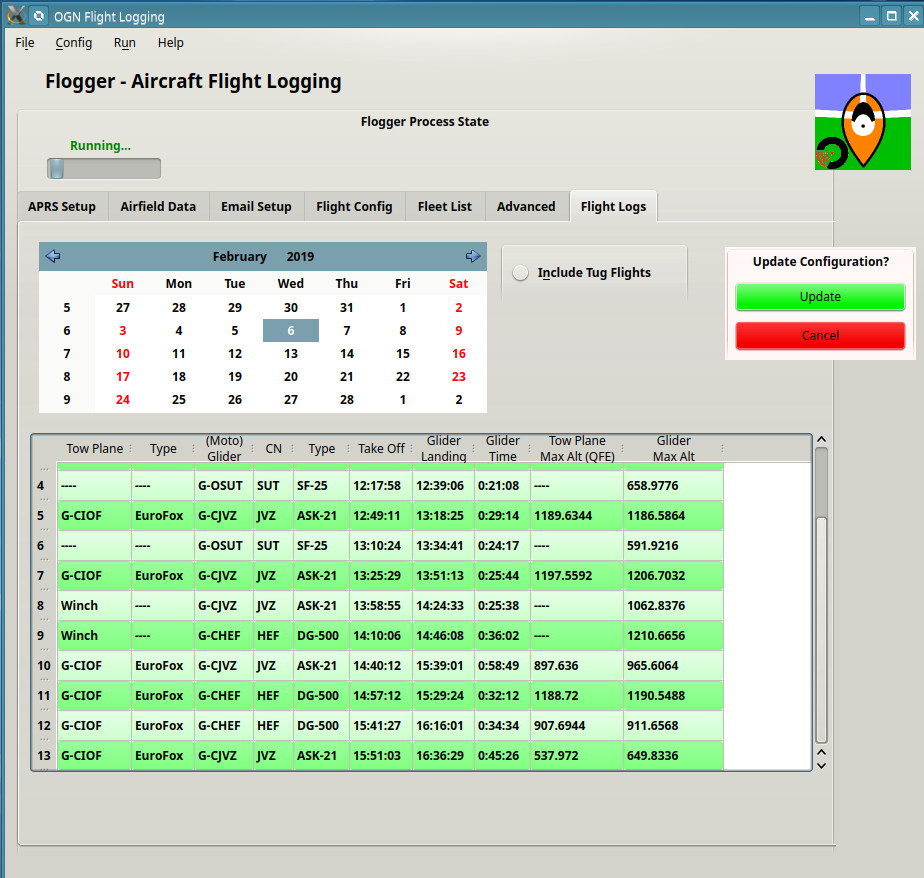 OGN Flight Logging
File Config Run Help
Flogger - Aircraft Flight Logging
Flogger Process State
Running...
APRS Setup Airfield Data Email Setup Flight Config Fleet List Advanced Flight Logs
February 2019
Sun Mon Tue Wed Thu Fri Sat
5 27 28 29 30 31 1 2
6 3 4 5 6 7 8 9
7 10 11 12 13 14 15 16
8 17 18 19 20 21 22 23
9 24 25 26 27 28 1 2
Include Tug Flights
Update Configuration?
Update
Cancel
Tow Plane Type (Moto) Glider CN Type Take Off Glider Landing Glider Time Tow Plane Max Alt (QFE) Glider Max Alt
4 ---- ---- G-OSUT SUT SF-25 12:17:58 12:39:06 0:21:08 ---- 658.9776
5 G-CIOF EuroFox G-CJVZ JVZ ASK-21 12:49:11 13:18:25 0:29:14 1189.6344 1186.5864
6 ---- ---- G-OSUT SUT SF-25 13:10:24 13:34:41 0:24:17 ---- 591.9216
7 G-CIOF EuroFox G-CJVZ JVZ ASK-21 13:25:29 13:51:13 0:25:44 1197.5592 1206.7032
8 Winch ---- G-CJVZ JVZ ASK-21 13:58:55 14:24:33 0:25:38 ---- 1062.8376
9 Winch ---- G-CHEF HEF DG-500 14:10:06 14:46:08 0:36:02 ---- 1210.6656
10 G-CIOF EuroFox G-CJVZ JVZ ASK-21 14:40:12 15:39:01 0:58:49 897.636 965.6064
11 G-CIOF EuroFox G-CHEF HEF DG-500 14:57:12 15:29:24 0:32:12 1188.72 1190.5488
12 G-CIOF EuroFox G-CHEF HEF DG-500 15:41:27 16:16:01 0:34:34 907.6944 911.6568
13 G-CIOF EuroFox G-CJVZ JVZ ASK-21 15:51:03 16:36:29 0:45:26 537.972 649.8336